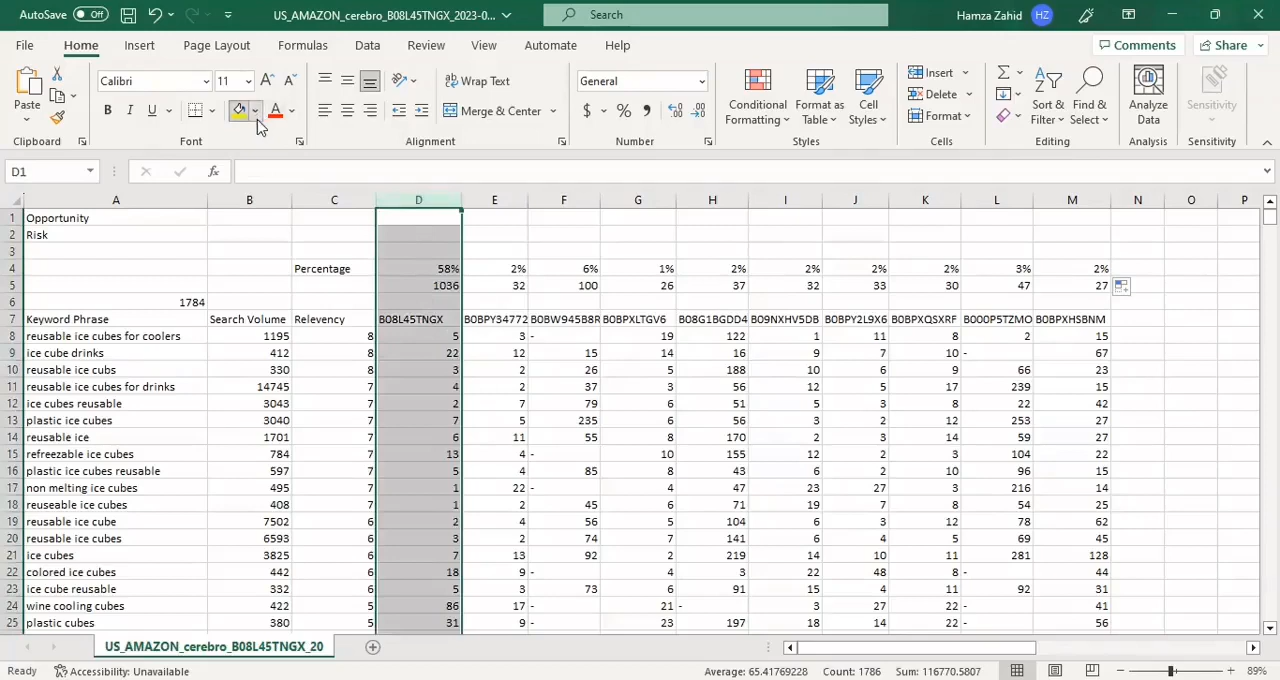 AutoSave Off US_AMAZON_cerebro_B08L45TNGX_2023-0... Search Hamza Zahid HZ
File Home Insert Page Layout Formulas Data Review View Automate Help Comments Share
Paste Calibri 11 A A Wrap Text General Conditional Formatting Format as Table Cell Styles Insert Delete Format Sort & Filter Find & Select Analyze Data Sensitivity
B I U A Merge & Center $ % ,
Clipboard Font Alignment Number Styles Cells Editing Analysis Sensitivity
D1 fx
A B C D E F G H I J K L M N O P
1 Opportunity
2 Risk
3
4 Percentage 58% 2% 6% 1% 2% 2% 2% 2% 3% 2%
5 1036 32 100 26 37 32 33 30 47 27
6 1784
7 Keyword Phrase Search Volume Relevency B08L45TNGX B0BPY34772 B0BW945B8R B0BPXLTGV6 B08G1BGDD4 B09NXHV5DB B0BPY2L9X6 B0BPXQSXRF B000P5TZMO B0BPXHSBNM
8 reusable ice cubes for coolers 1195 8 5 3 - 19 122 1 11 8 2 15
9 ice cube drinks 412 8 22 12 15 14 16 9 7 10 - 67
10 reusable ice cubs 330 8 3 2 26 5 188 10 6 9 66 23
11 reusable ice cubes for drinks 14745 7 4 2 37 3 56 12 5 17 239 15
12 ice cubes reusable 3043 7 2 7 79 6 51 5 3 8 22 42
13 plastic ice cubes 3040 7 7 5 235 6 56 3 2 12 253 27
14 reusable ice 1701 7 6 11 55 8 170 2 3 14 59 27
15 refreezable ice cubes 784 7 13 4 - 10 155 12 2 3 104 22
16 plastic ice cubes reusable 597 7 5 4 85 8 43 6 2 10 96 15
17 non melting ice cubes 495 7 1 22 - 4 47 23 27 3 216 14
18 reuseable ice cubes 408 7 1 2 45 6 71 19 7 8 54 25
19 reusable ice cube 7502 6 2 4 56 5 104 6 3 12 78 62
20 resuable ice cubes 6593 6 3 2 74 7 141 6 4 5 69 45
21 ice cubes 3825 6 7 13 92 2 219 14 10 11 281 128
22 colored ice cubes 442 6 18 9 - 4 3 22 48 8 - 44
23 ice cube reusable 332 6 5 3 73 6 91 15 4 11 92 31
24 wine cooling cubes 422 5 86 17 - 21 - 3 27 22 - 41
25 plastic cubes 380 5 31 9 - 23 197 18 14 22 - 56
US_AMAZON_cerebro_B08L45TNGX_20
Ready Accessibility: Unavailable Average: 65.41769228 Count: 1786 Sum: 116770.5807 89%